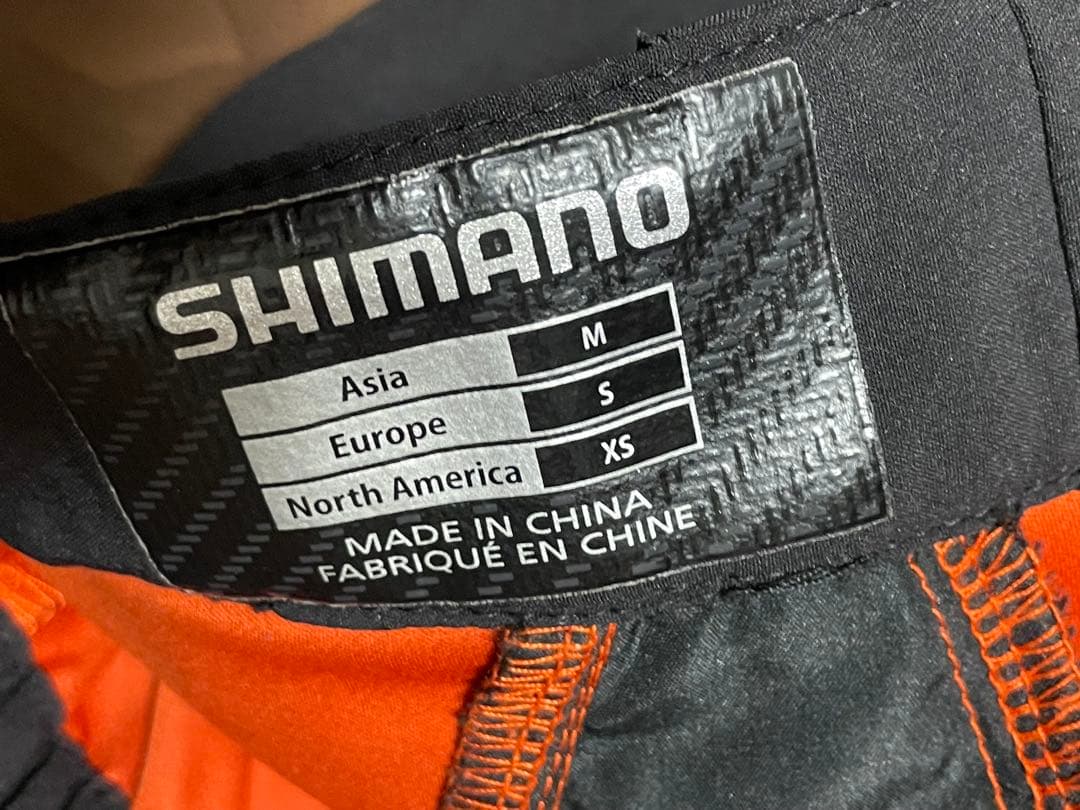 SHIMANO
Asia M
Europe S
North America XS
MADE IN CHINA
FABRIQUÉ EN CHINE